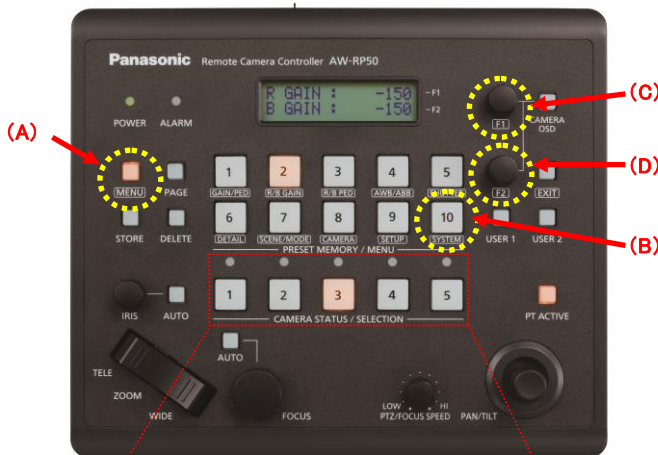 Panasonic Remote Camera Controller AW-RP50
R GAIN : -150 F1
B GAIN : -150 F2
(A)
(B)
(C)
(D)
POWER ALARM
F1 CAMERA OSD
MENU PAGE
1 2 3 4 5
GAIN/PED R/B GAIN R/B PED AWB/ABB
F2 EXIT
STORE DELETE
6 7 8 9 10
DETAIL SCENE/MODE CAMERA SETUP SYSTEM
USER 1 USER 2
PRESET MEMORY / MENU
IRIS AUTO
1 2 3 4 5
CAMERA STATUS / SELECTION
PT ACTIVE
AUTO
TELE
ZOOM
WIDE
FOCUS
LOW HI
PTZ/FOCUS SPEED
PAN/TILT